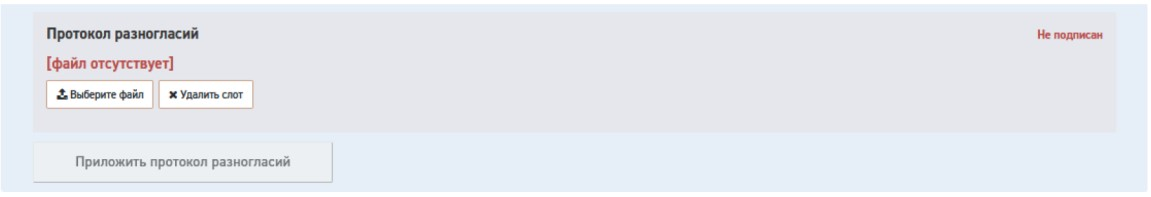 Протокол разногласий
Не подписан
[файл отсутствует]
Выберите файл
Удалить слот
Приложить протокол разногласий